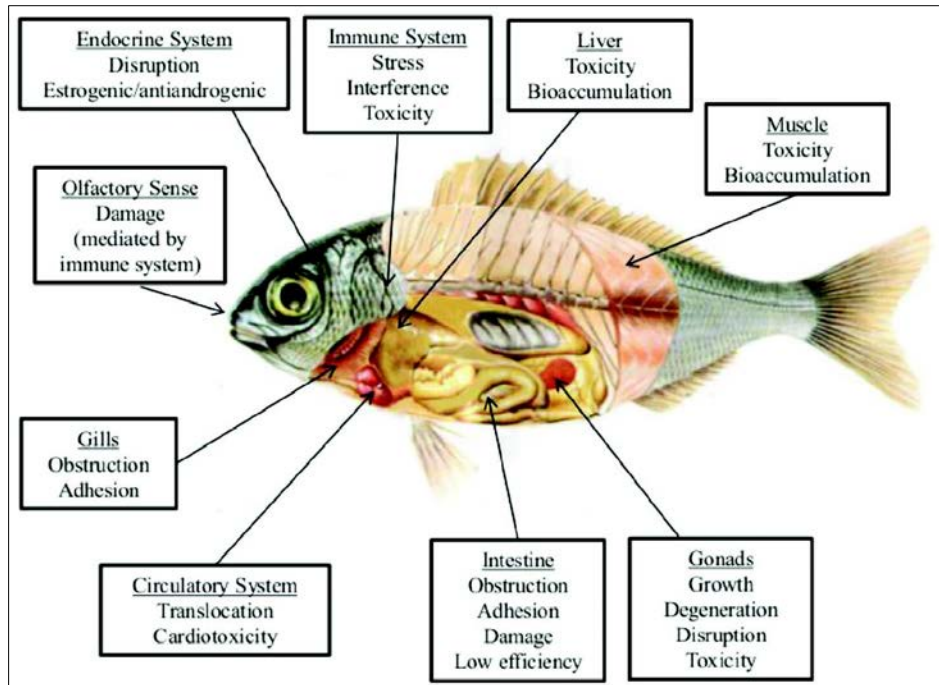 Endocrine System
Disruption
Estrogenic/antiandrogenic
Immune System
Stress
Interference
Toxicity
Liver
Toxicity
Bioaccumulation
Muscle
Toxicity
Bioaccumulation
Olfactory Sense
Damage
(mediated by
immune system)
Gills
Obstruction
Adhesion
Circulatory System
Translocation
Cardiotoxicity
Intestine
Obstruction
Adhesion
Damage
Low efficiency
Gonads
Growth
Degeneration
Disruption
Toxicity